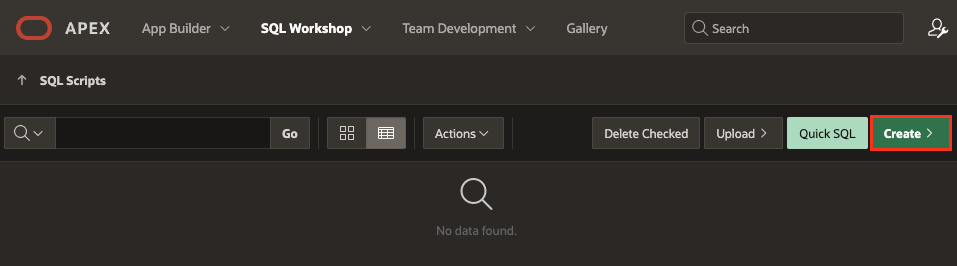 APEX App Builder SQL Workshop Team Development Gallery Search
SQL Scripts
Go Actions Delete Checked Upload Quick SQL Create
No data found.